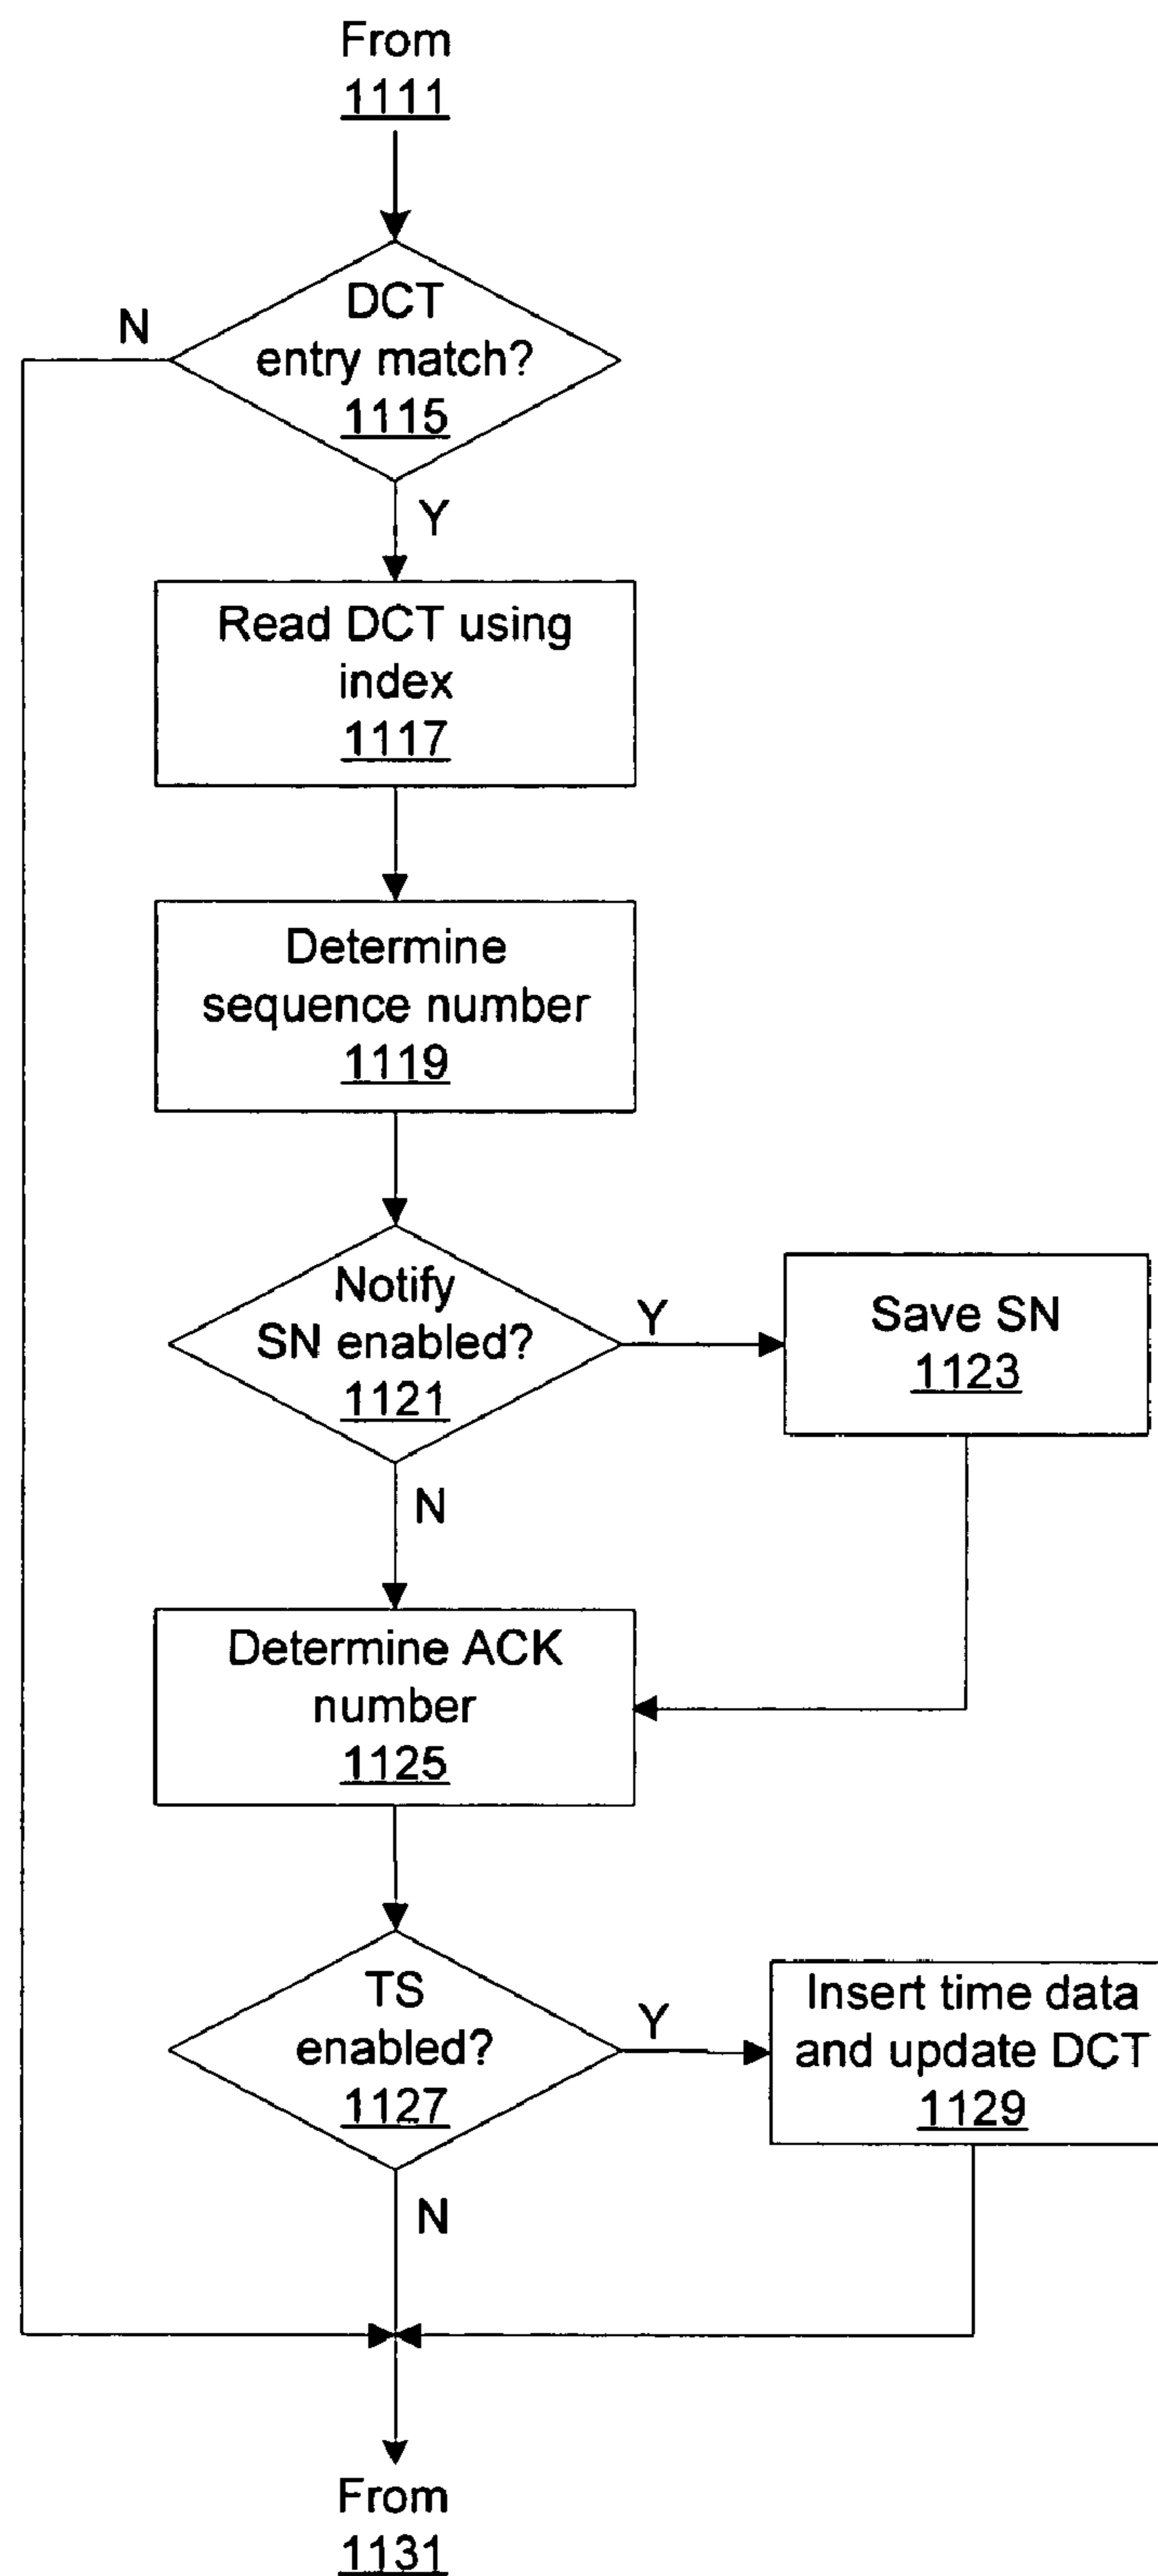 From
1111
DCT
entry match?
1115
N
Y
Read DCT using
index
1117
Determine
sequence number
1119
Notify
SN enabled?
1121
Y
Save SN
1123
N
Determine ACK
number
1125
TS
enabled?
1127
Y
Insert time data
and update DCT
1129
N
From
1131